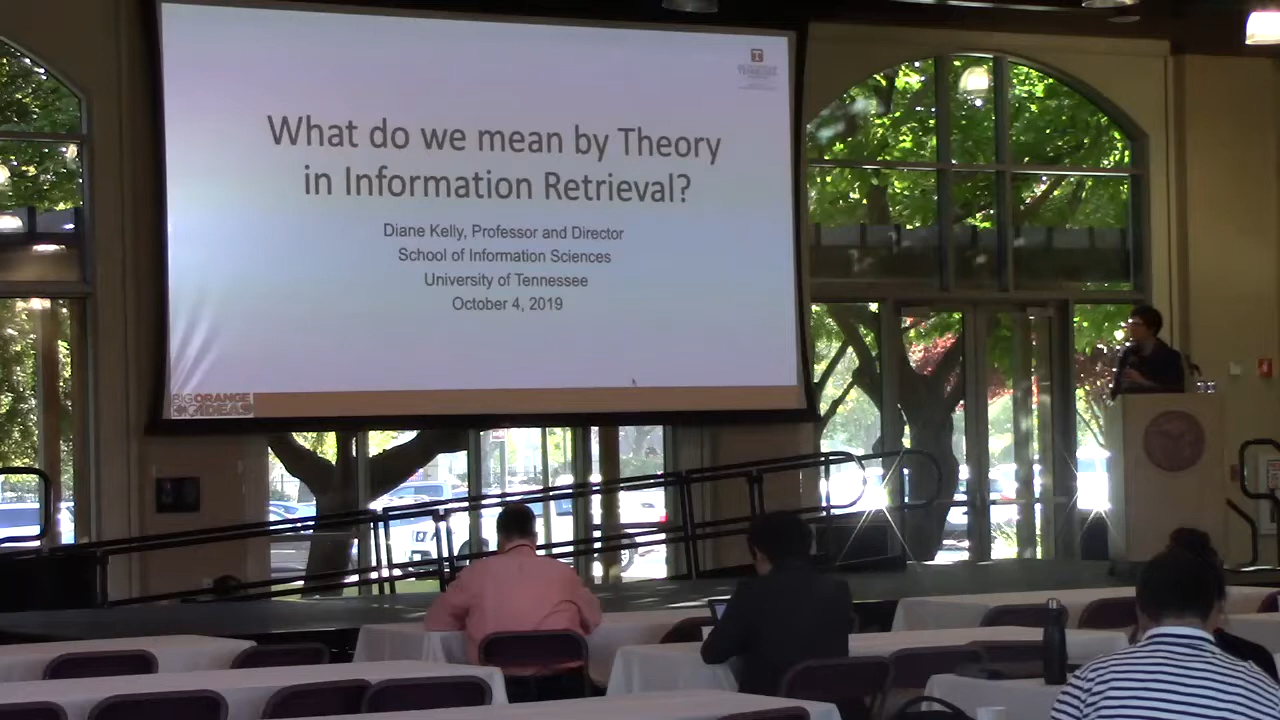 T
What do we mean by Theory
in Information Retrieval?
Diane Kelly, Professor and Director
School of Information Sciences
University of Tennessee
October 4, 2019
BIG ORANGE
BIG IDEAS